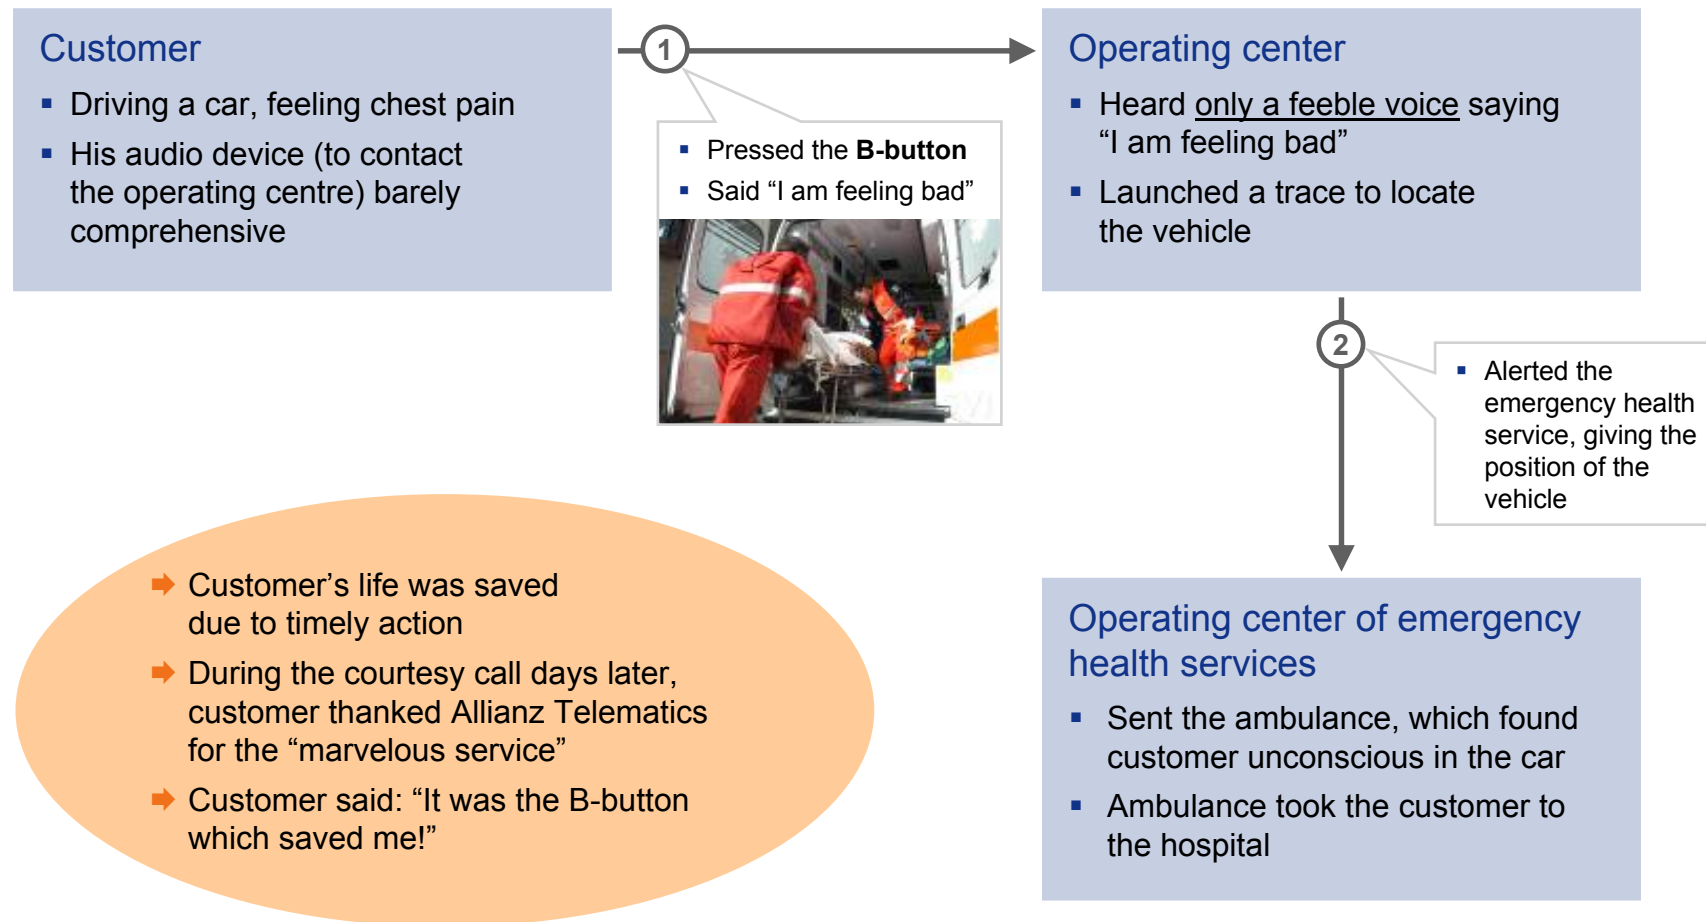 Customer
▪ Driving a car, feeling chest pain
▪ His audio device (to contact
the operating centre) barely
comprehensive
1
▪ Pressed the B-button
▪ Said “I am feeling bad”
Operating center
▪ Heard only a feeble voice saying
“I am feeling bad”
▪ Launched a trace to locate
the vehicle
2
▪ Alerted the
emergency health
service, giving the
position of the
vehicle
Operating center of emergency
health services
▪ Sent the ambulance, which found
customer unconscious in the car
▪ Ambulance took the customer to
the hospital
Customer’s life was saved
due to timely action
During the courtesy call days later,
customer thanked Allianz Telematics
for the “marvelous service”
Customer said: “It was the B-button
which saved me!”